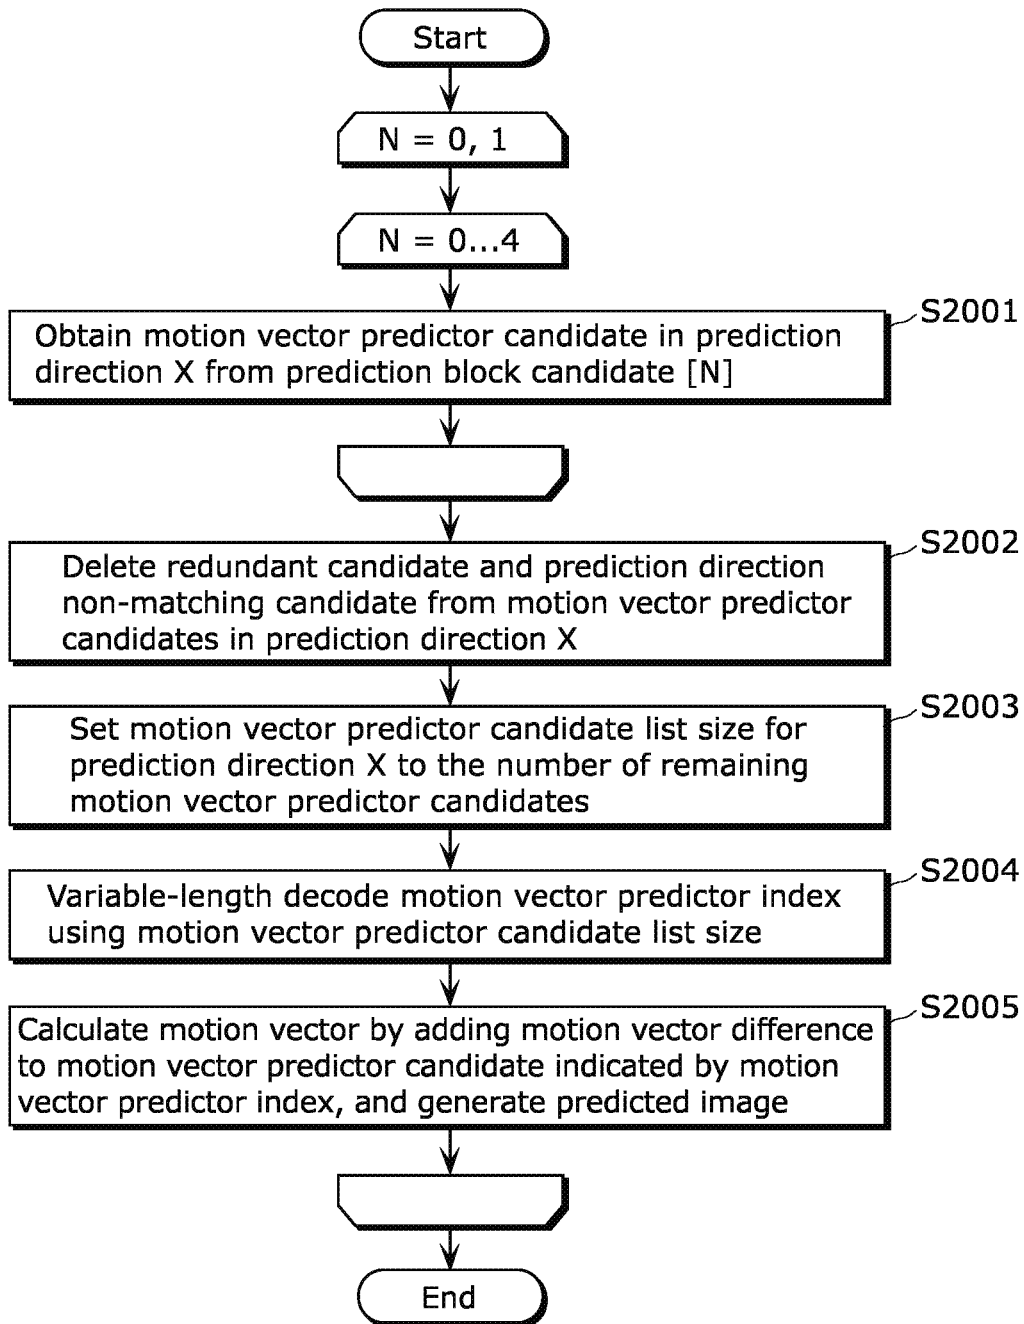 Start
N = 0, 1
N = 0...4
S2001
Obtain motion vector predictor candidate in prediction
direction X from prediction block candidate [N]
S2002
Delete redundant candidate and prediction direction
non-matching candidate from motion vector predictor
candidates in prediction direction X
S2003
Set motion vector predictor candidate list size for
prediction direction X to the number of remaining
motion vector predictor candidates
S2004
Variable-length decode motion vector predictor index
using motion vector predictor candidate list size
S2005
Calculate motion vector by adding motion vector difference
to motion vector predictor candidate indicated by motion
vector predictor index, and generate predicted image
End